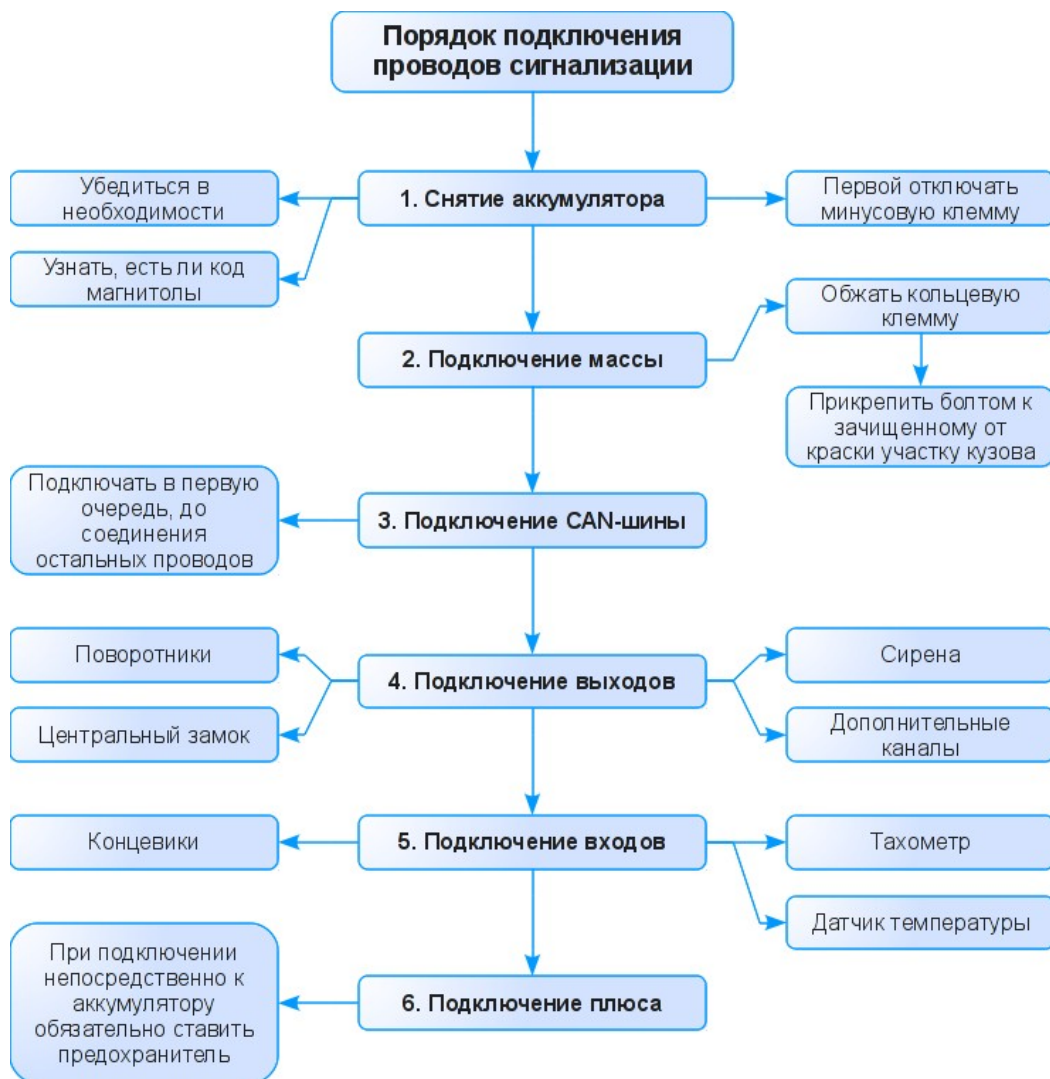 Порядок подключения
проводов сигнализации
Убедиться в
необходимости
1. Снятие аккумулятора
Первой отключать
минусовую клемму
Узнать, есть ли код
магнитолы
Обжать кольцевую
клемму
2. Подключение массы
Прикрепить болтом к
зачищенному от
краски участку кузова
Подключать в первую
очередь, до
соединения
остальных проводов
3. Подключение CAN-шины
Поворотники
4. Подключение выходов
Сирена
Центральный замок
Дополнительные
каналы
Концевики
5. Подключение входов
Тахометр
Датчик температуры
При подключении
непосредственно к
аккумулятору
обязательно ставить
предохранитель
6. Подключение плюса